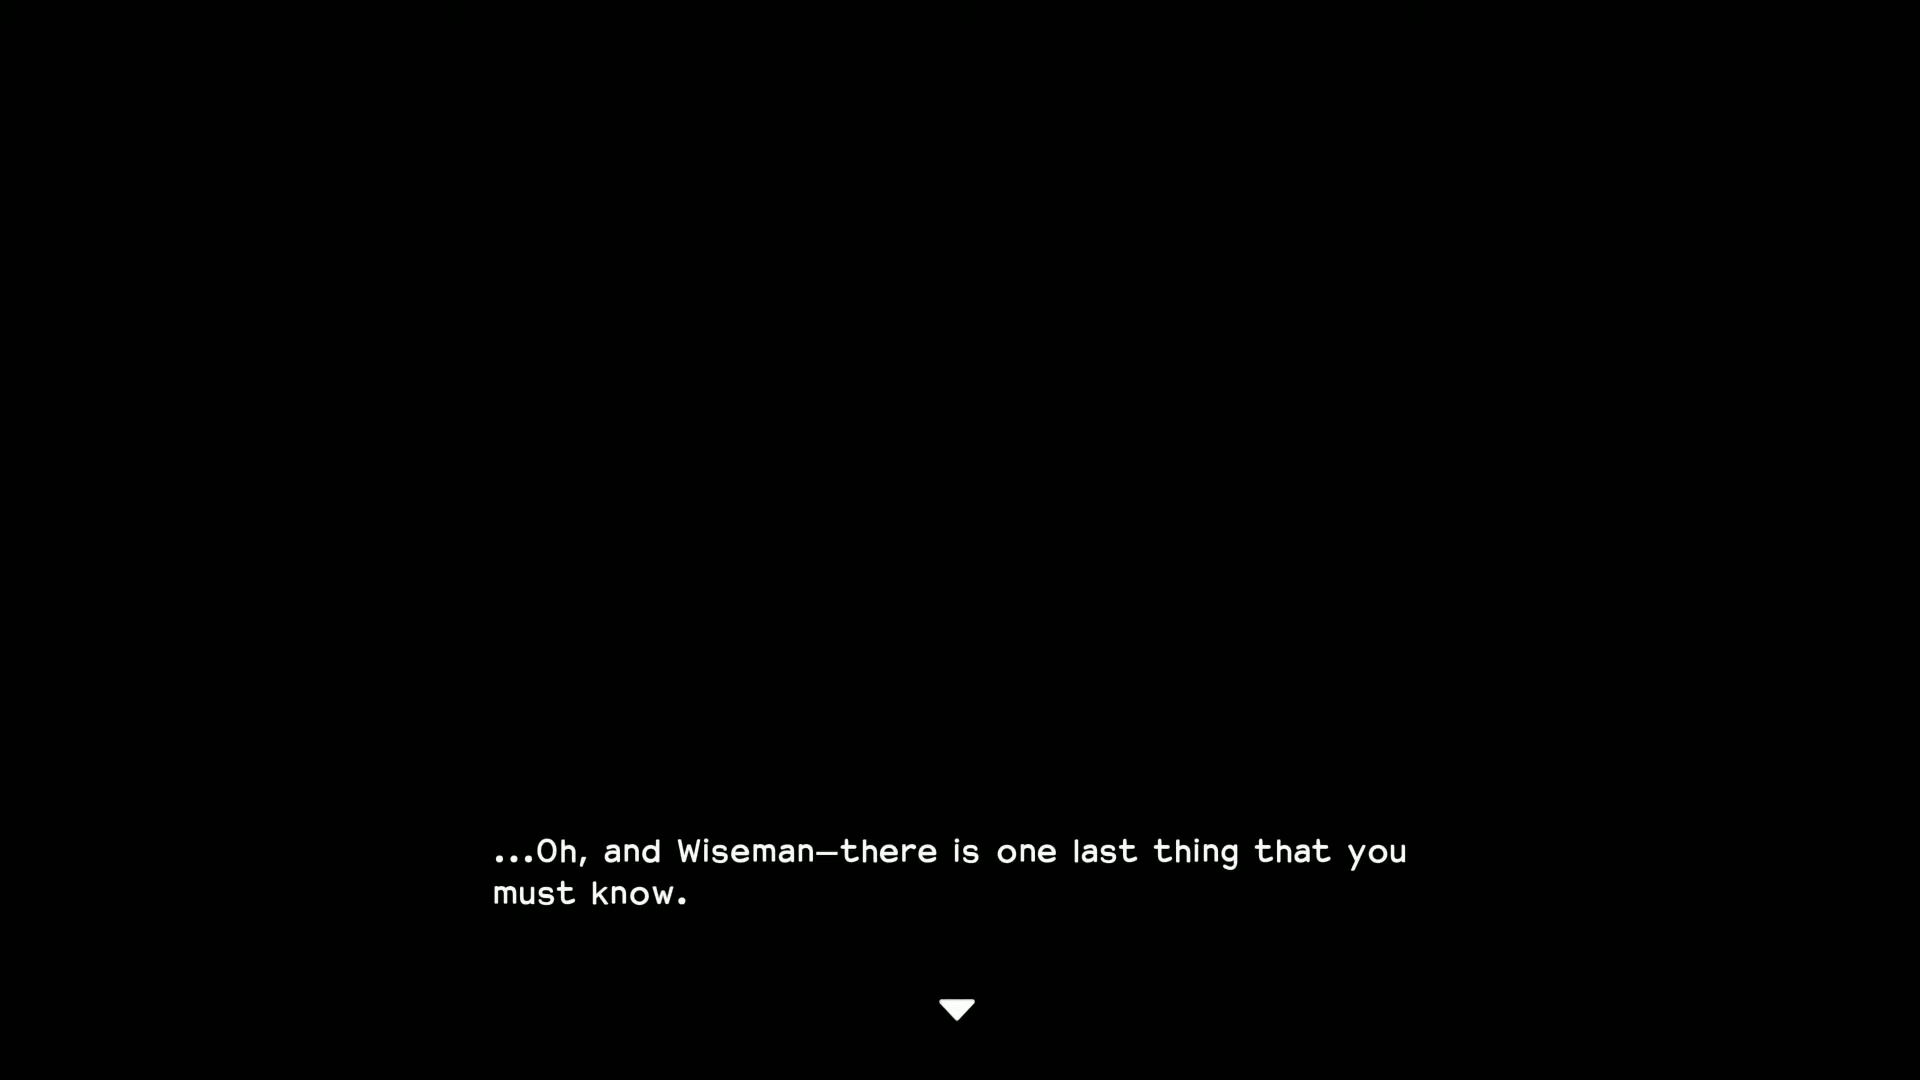 ...Oh, and Wiseman—there is one last thing that you
must know.